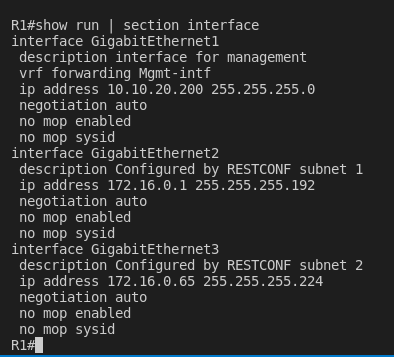 R1#show run | section interface
interface GigabitEthernet1
 description interface for management
 vrf forwarding Mgmt-intf
 ip address 10.10.20.200 255.255.255.0
 negotiation auto
 no mop enabled
 no mop sysid
interface GigabitEthernet2
 description Configured by RESTCONF subnet 1
 ip address 172.16.0.1 255.255.255.192
 negotiation auto
 no mop enabled
 no mop sysid
interface GigabitEthernet3
 description Configured by RESTCONF subnet 2
 ip address 172.16.0.65 255.255.255.224
 negotiation auto
 no mop enabled
 no mop sysid
R1#